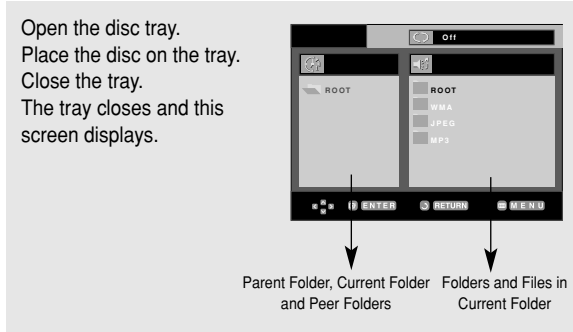 Open the disc tray.
Place the disc on the tray.
Close the tray.
The tray closes and this
screen displays.
Off
ROOT
ROOT
WMA
JPEG
MP3
ENTER RETURN MENU
Parent Folder, Current Folder
and Peer Folders
Folders and Files in
Current Folder